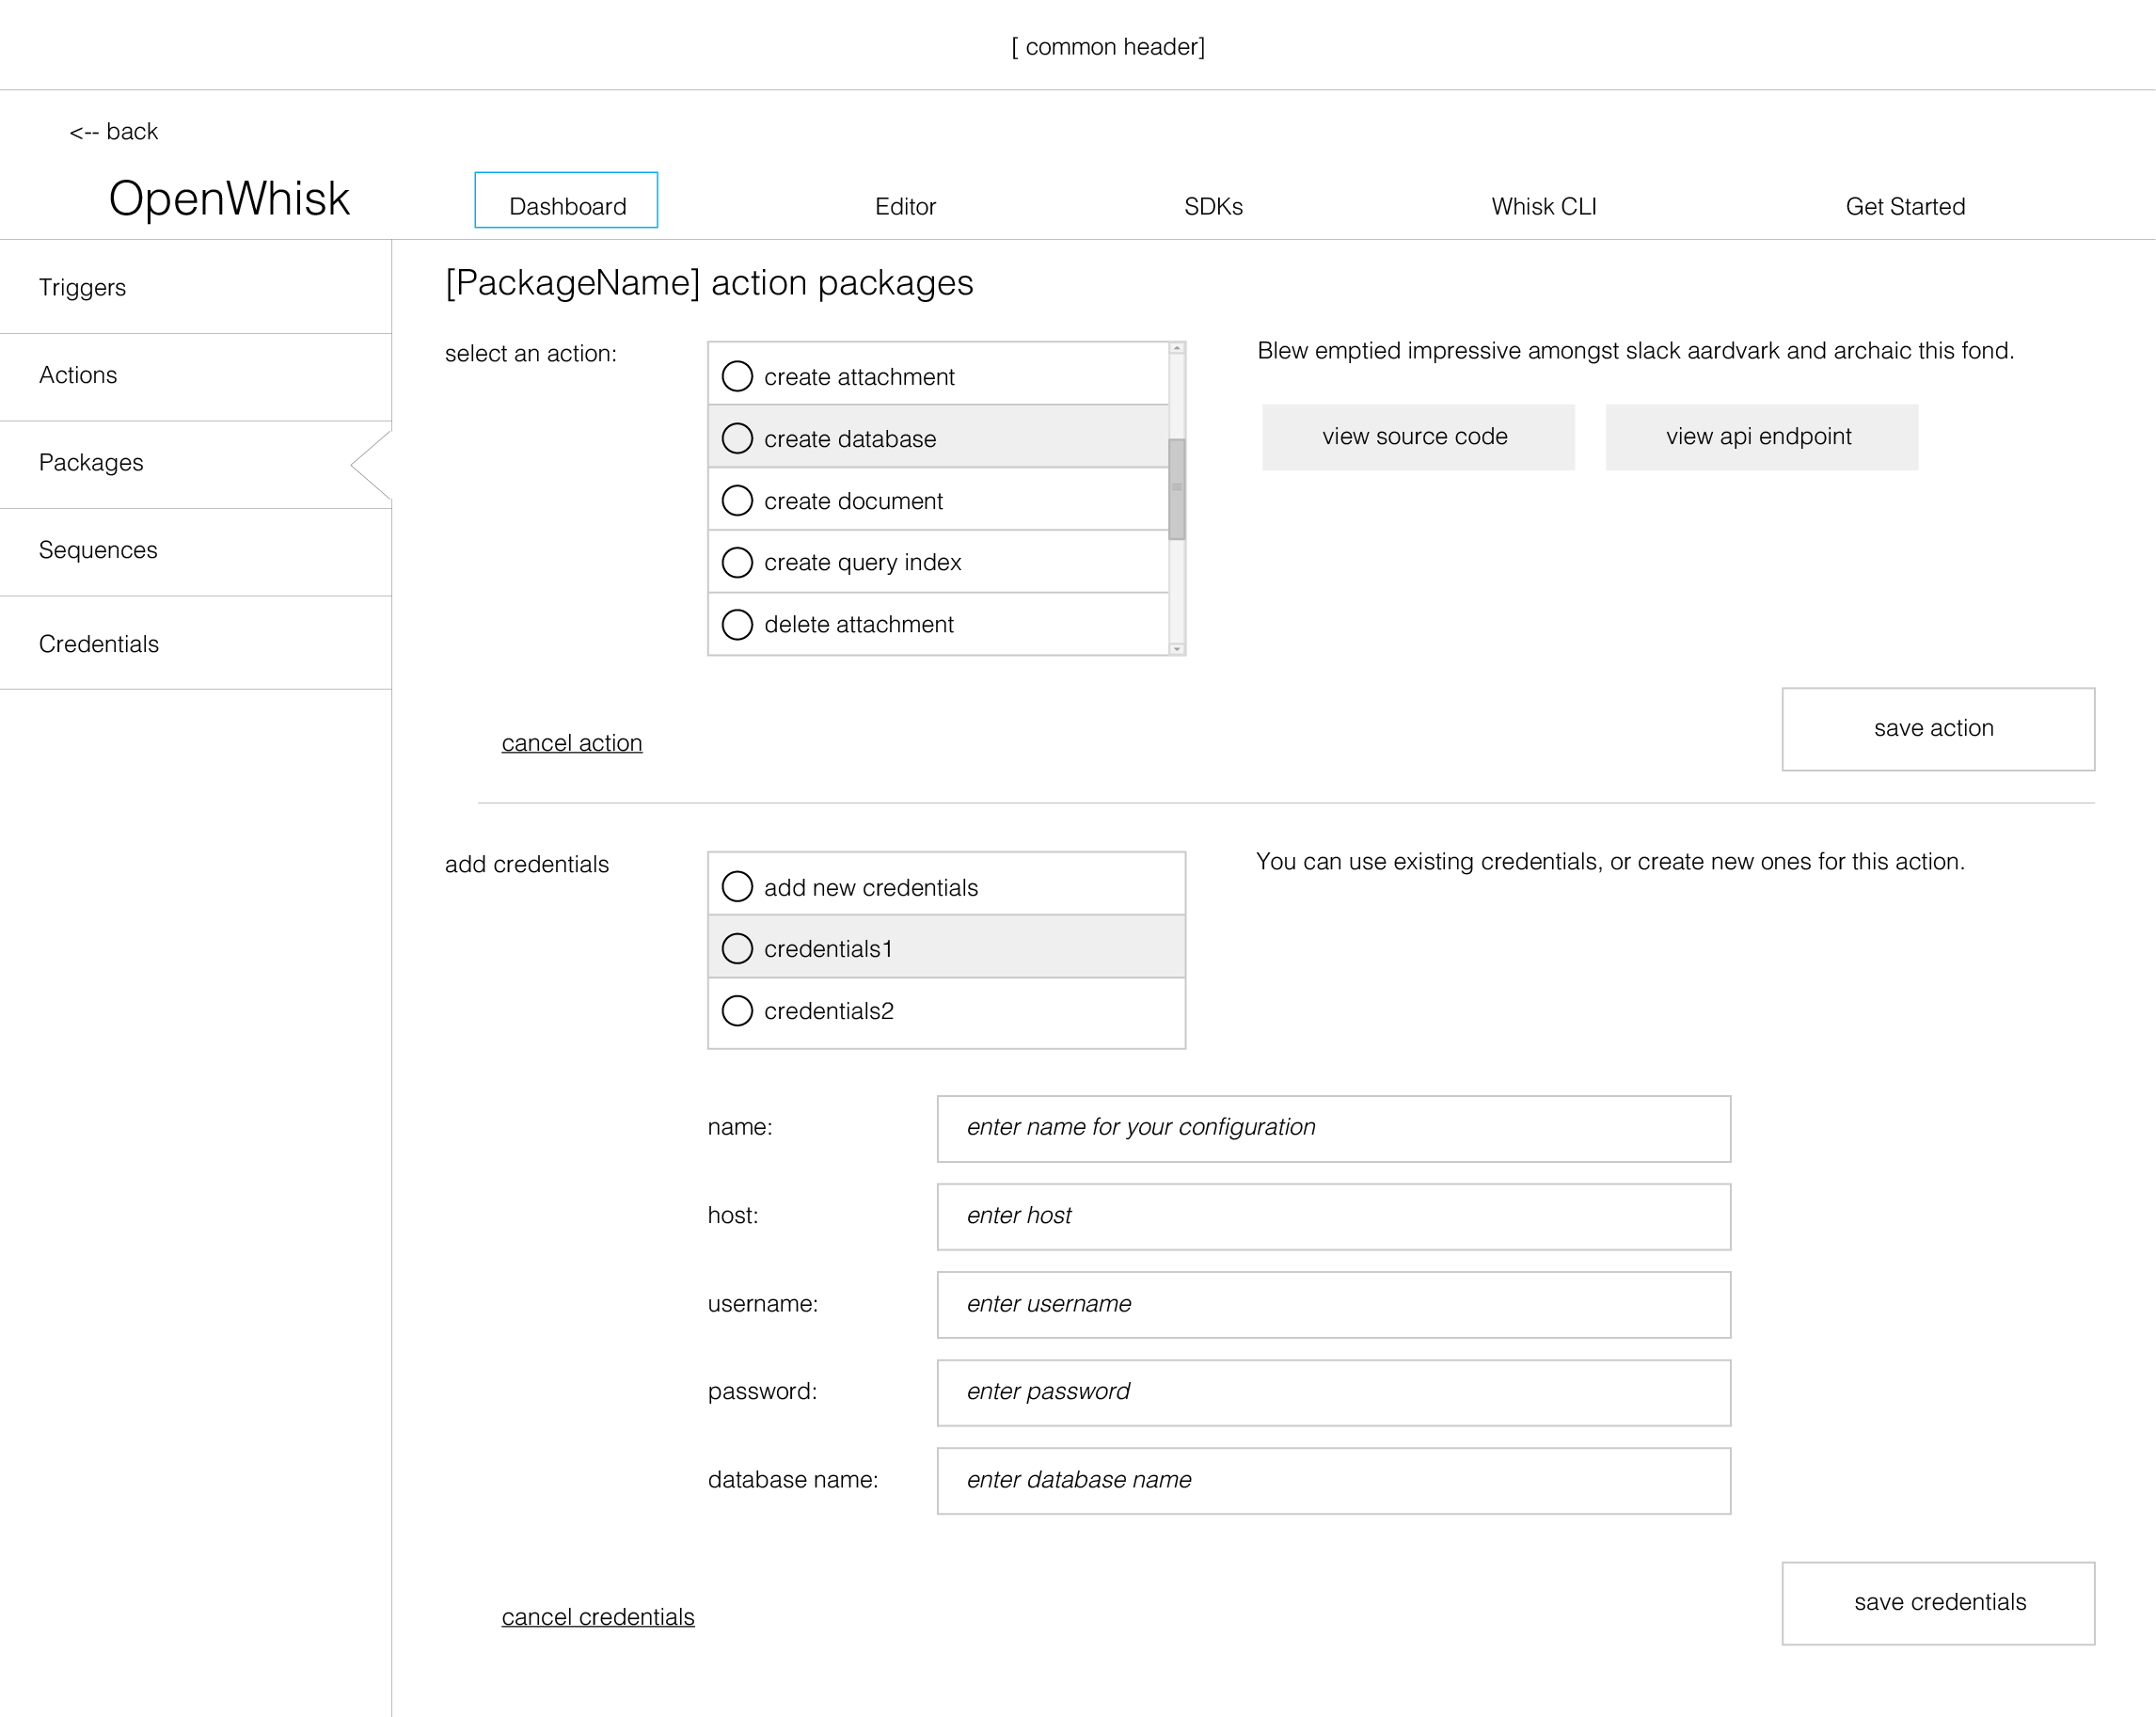 [ common header]
<-- back
OpenWhisk
Dashboard
Editor
SDKs
Whisk CLI
Get Started
Triggers
Actions
Packages
Sequences
Credentials
[PackageName] action packages
select an action:
create attachment
create database
create document
create query index
delete attachment
Blew emptied impressive amongst slack aardvark and archaic this fond.
view source code
view api endpoint
cancel action
save action
add credentials
add new credentials
credentials1
credentials2
You can use existing credentials, or create new ones for this action.
name:
enter name for your configuration
host:
enter host
username:
enter username
password:
enter password
database name:
enter database name
cancel credentials
save credentials